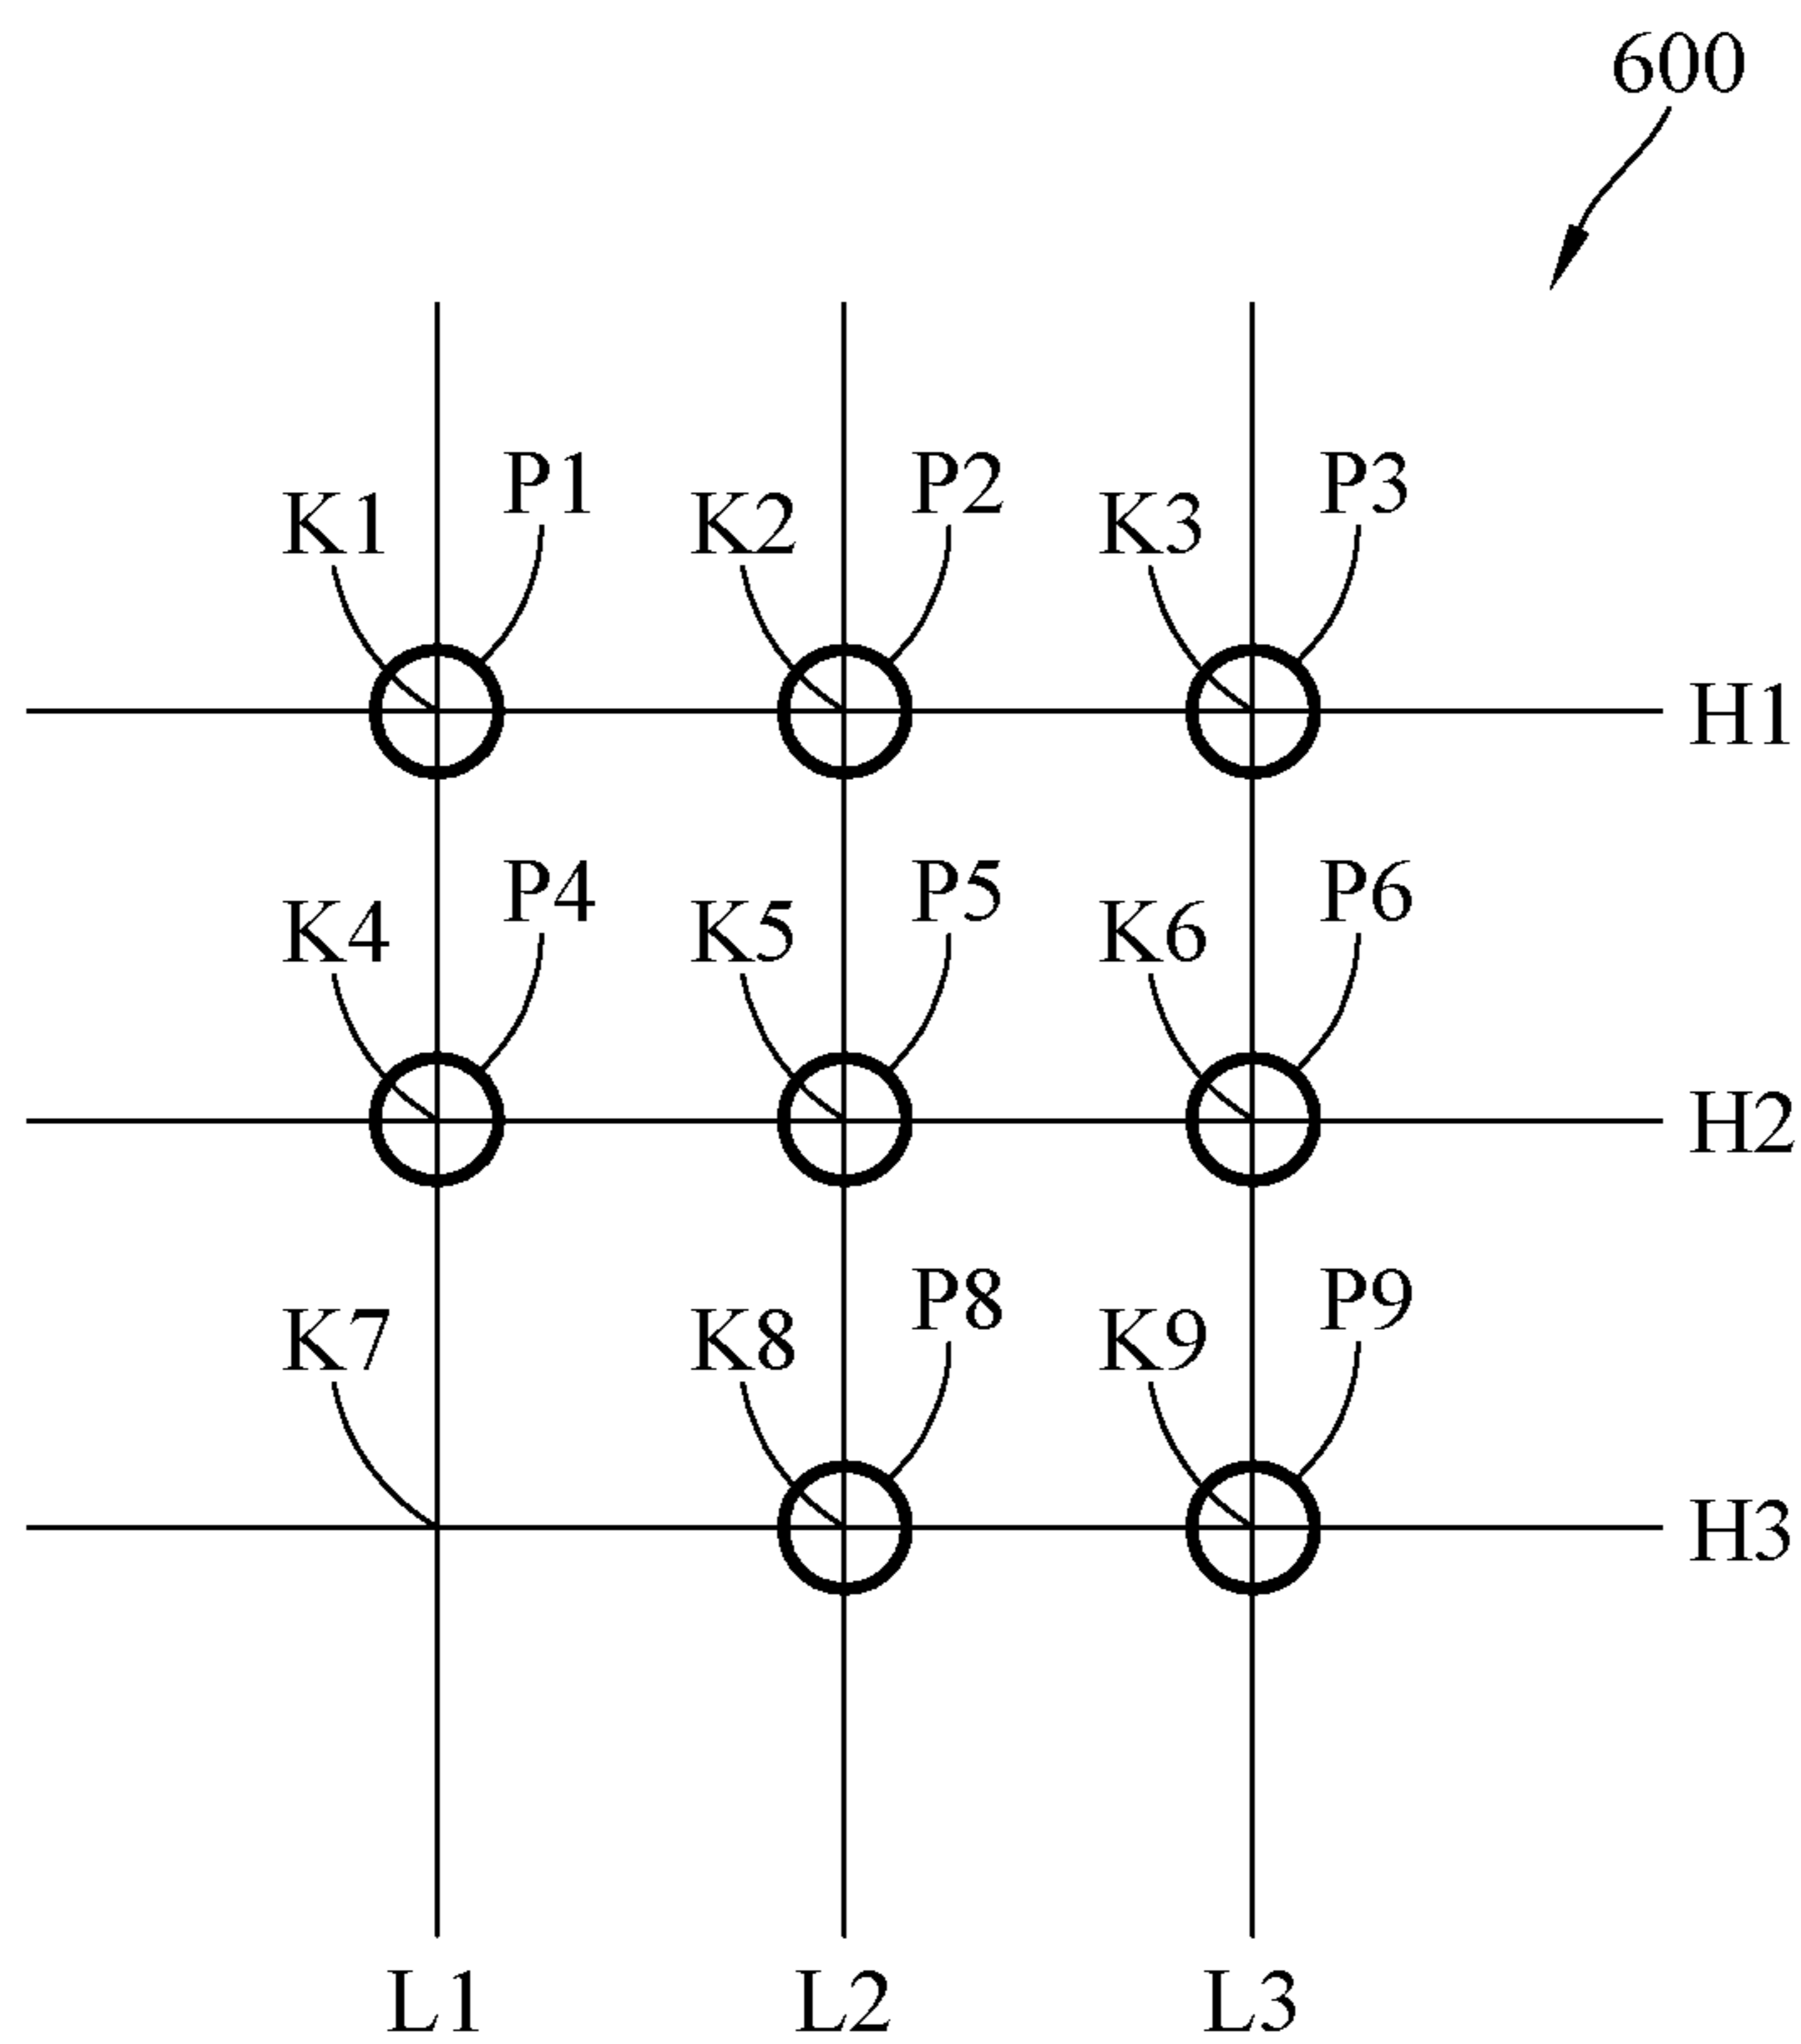 600
P1 P2 P3
K1 K2 K3
H1
P4 P5 P6
K4 K5 K6
H2
P8 P9
K7 K8 K9
H3
L1 L2 L3